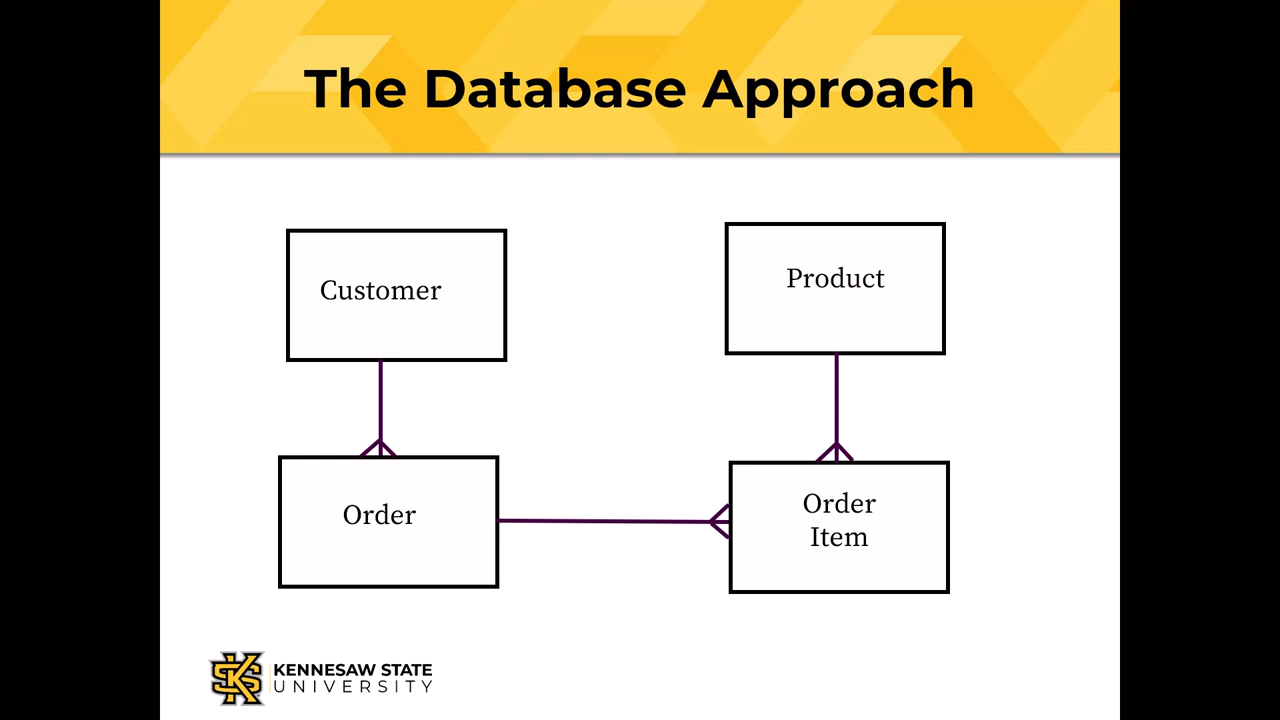 The Database Approach
Customer
Product
Order
Order
Item
KENNESAW STATE
UNIVERSITY